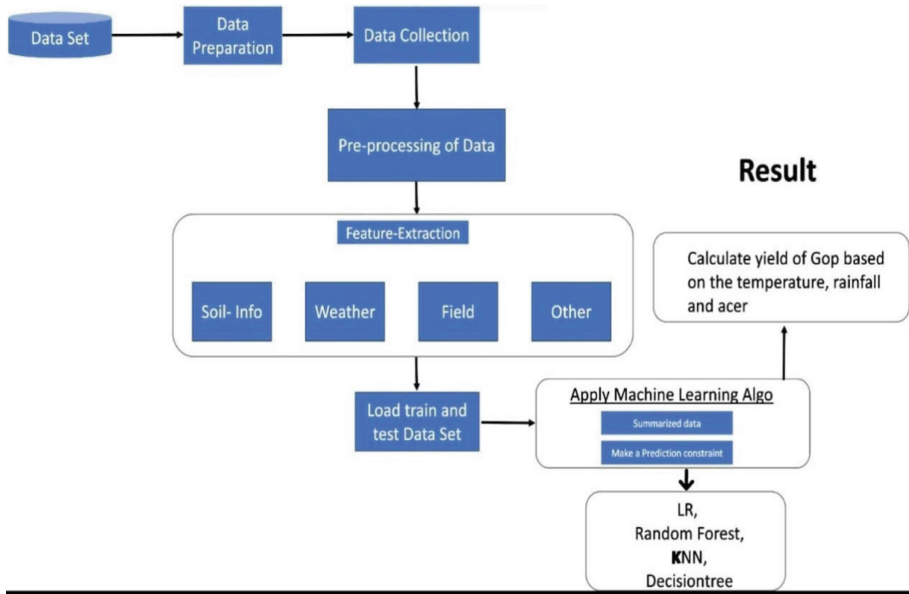 Data Set
Data
Preparation
Data Collection
Pre-processing of Data
Result
Feature-Extraction
Soil- Info
Weather
Field
Other
Calculate yield of Gop based
on the temperature, rainfall
and acer
Load train and
test Data Set
Apply Machine Learning Algo
Summarized data
Make a Prediction constraint
LR,
Random Forest,
KNN,
Decisiontree